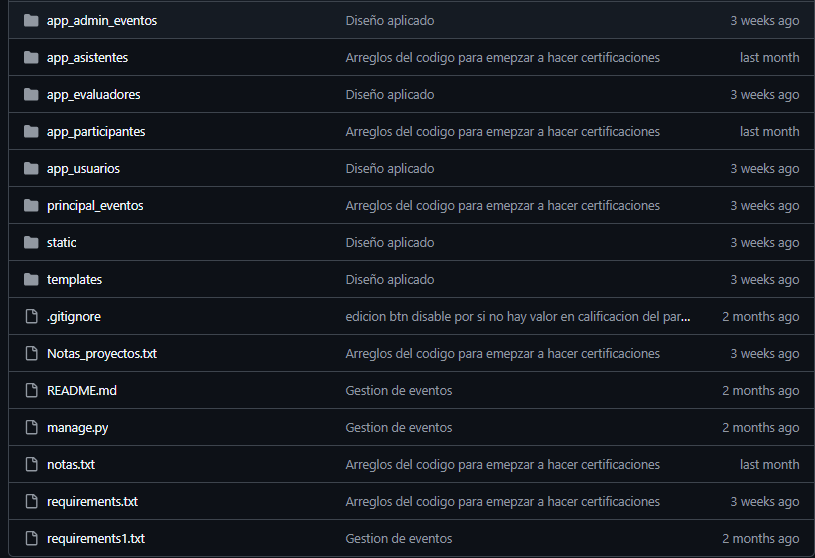 app_admin_eventos Diseño aplicado 3 weeks ago
app_asistentes Arreglos del codigo para emepzar a hacer certificaciones last month
app_evaluadores Diseño aplicado 3 weeks ago
app_participantes Arreglos del codigo para emepzar a hacer certificaciones last month
app_usuarios Diseño aplicado 3 weeks ago
principal_eventos Arreglos del codigo para emepzar a hacer certificaciones 3 weeks ago
static Diseño aplicado 3 weeks ago
templates Diseño aplicado 3 weeks ago
.gitignore edicion btn disable por si no hay valor en calificacion del par... 2 months ago
Notas_proyectos.txt Arreglos del codigo para emepzar a hacer certificaciones 3 weeks ago
README.md Gestion de eventos 2 months ago
manage.py Gestion de eventos 2 months ago
notas.txt Arreglos del codigo para emepzar a hacer certificaciones last month
requirements.txt Arreglos del codigo para emepzar a hacer certificaciones 3 weeks ago
requirements1.txt Gestion de eventos 2 months ago